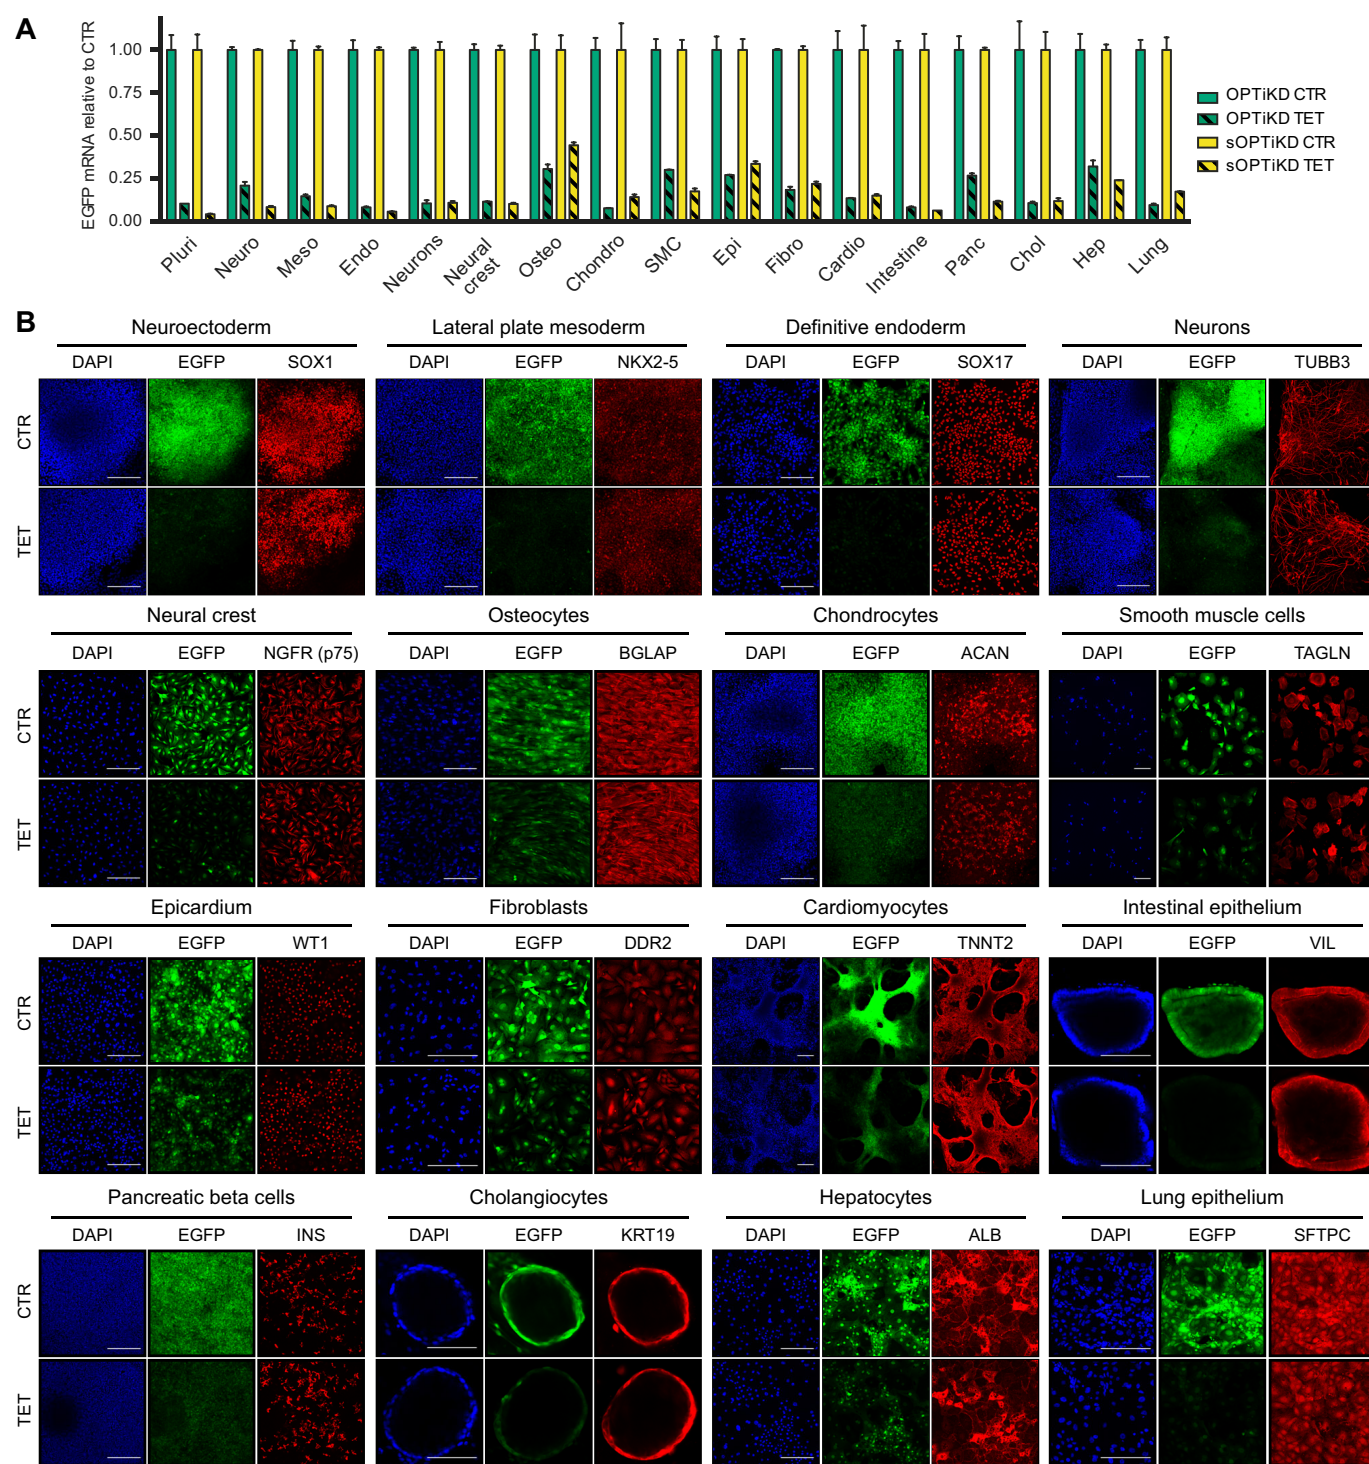 A
EGFP mRNA relative to CTR
1.00
0.75
0.50
0.25
0.00
Pluri
Neuro
Meso
Endo
Neurons
Neural
crest
Osteo
Chondro
SMC
Epi
Fibro
Cardio
Intestine
Panc
Chol
Hep
Lung
OPTiKD CTR
OPTiKD TET
sOPTiKD CTR
sOPTiKD TET
B
Neuroectoderm Lateral plate mesoderm Definitive endoderm Neurons
DAPI EGFP SOX1 DAPI EGFP NKX2-5 DAPI EGFP SOX17 DAPI EGFP TUBB3
CTR
TET
Neural crest Osteocytes Chondrocytes Smooth muscle cells
DAPI EGFP NGFR (p75) DAPI EGFP BGLAP DAPI EGFP ACAN DAPI EGFP TAGLN
CTR
TET
Epicardium Fibroblasts Cardiomyocytes Intestinal epithelium
DAPI EGFP WT1 DAPI EGFP DDR2 DAPI EGFP TNNT2 DAPI EGFP VIL
CTR
TET
Pancreatic beta cells Cholangiocytes Hepatocytes Lung epithelium
DAPI EGFP INS DAPI EGFP KRT19 DAPI EGFP ALB DAPI EGFP SFTPC
CTR
TET